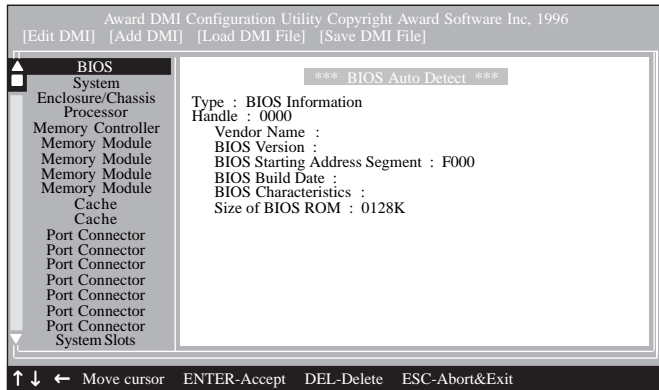 Award DMI Configuration Utility Copyright Award Software Inc, 1996
[Edit DMI] [Add DMI] [Load DMI File] [Save DMI File]
BIOS
System
Enclosure/Chassis
Processor
Memory Controller
Memory Module
Memory Module
Memory Module
Memory Module
Cache
Cache
Port Connector
Port Connector
Port Connector
Port Connector
Port Connector
Port Connector
Port Connector
System Slots
*** BIOS Auto Detect ***
Type : BIOS Information
Handle : 0000
Vendor Name :
BIOS Version :
BIOS Starting Address Segment : F000
BIOS Build Date :
BIOS Characteristics :
Size of BIOS ROM : 0128K
↑↓ ← Move cursor ENTER-Accept DEL-Delete ESC-Abort&Exit